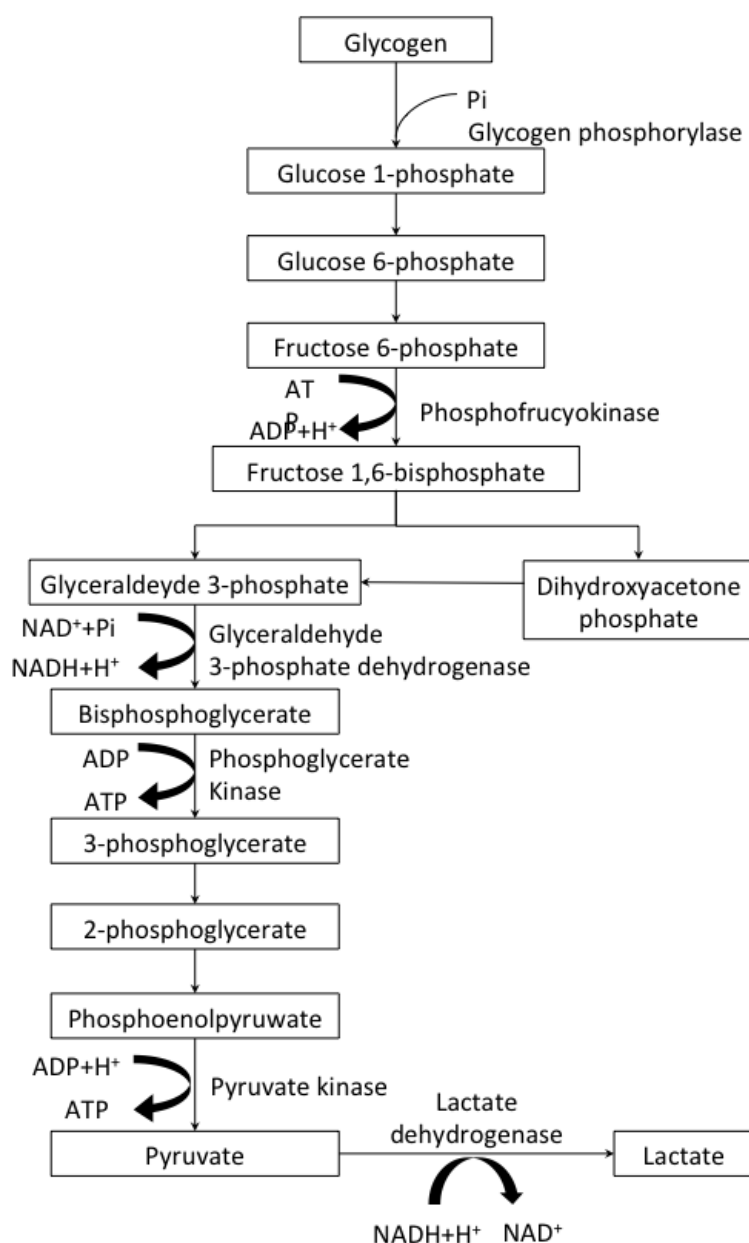 Glycogen
Pi
Glycogen phosphorylase
Glucose 1-phosphate
Glucose 6-phosphate
Fructose 6-phosphate
AT
P
ADP+H⁺
Phosphofrucyokinase
Fructose 1,6-bisphosphate
Glyceraldeyde 3-phosphate
Dihydroxyacetone
phosphate
NAD⁺+Pi
NADH+H⁺
Glyceraldehyde
3-phosphate dehydrogenase
Bisphosphoglycerate
ADP
ATP
Phosphoglycerate
Kinase
3-phosphoglycerate
2-phosphoglycerate
Phosphoenolpyruwate
ADP+H⁺
ATP
Pyruvate kinase
Lactate
dehydrogenase
Pyruvate
Lactate
NADH+H⁺ NAD⁺